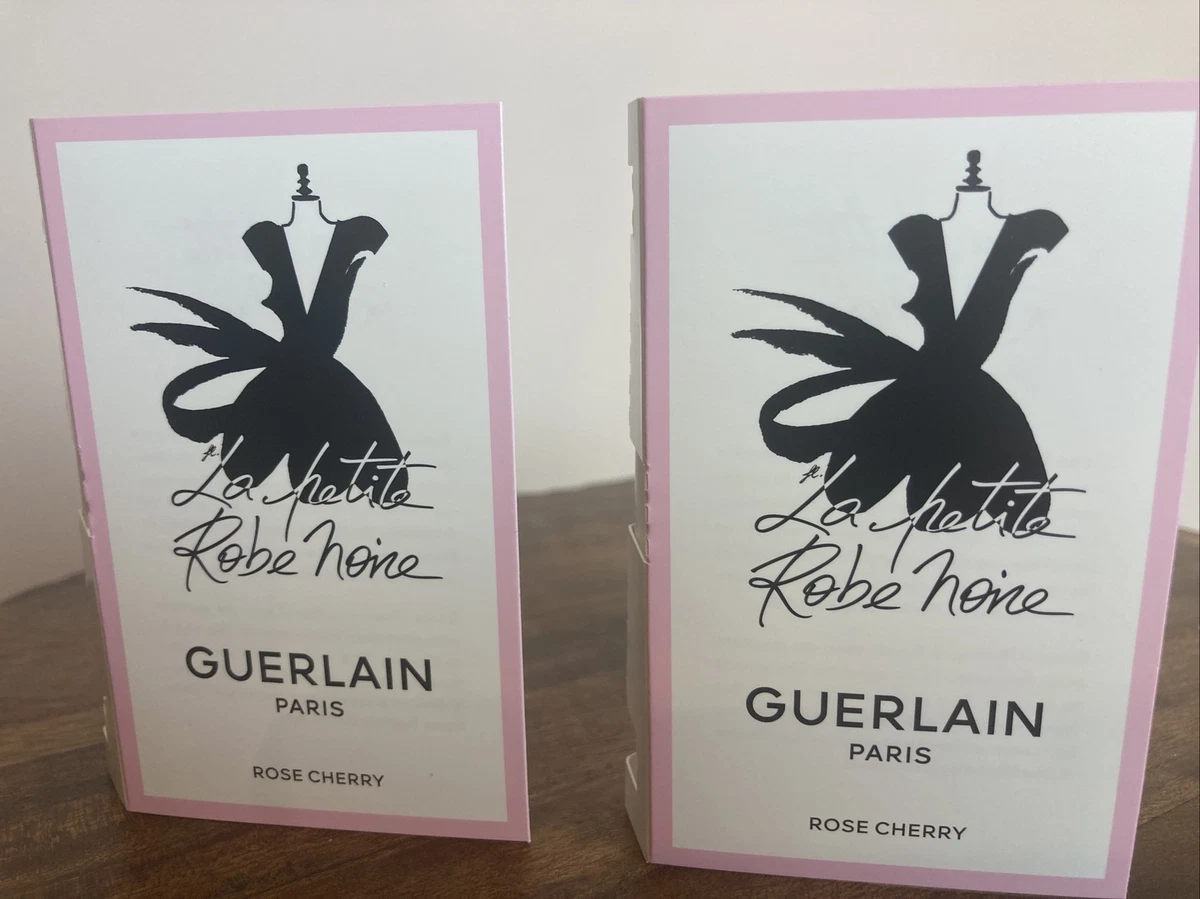 La petite
Robe Noire
GUERLAIN
PARIS
ROSE CHERRY
La petite
Robe Noire
GUERLAIN
PARIS
ROSE CHERRY